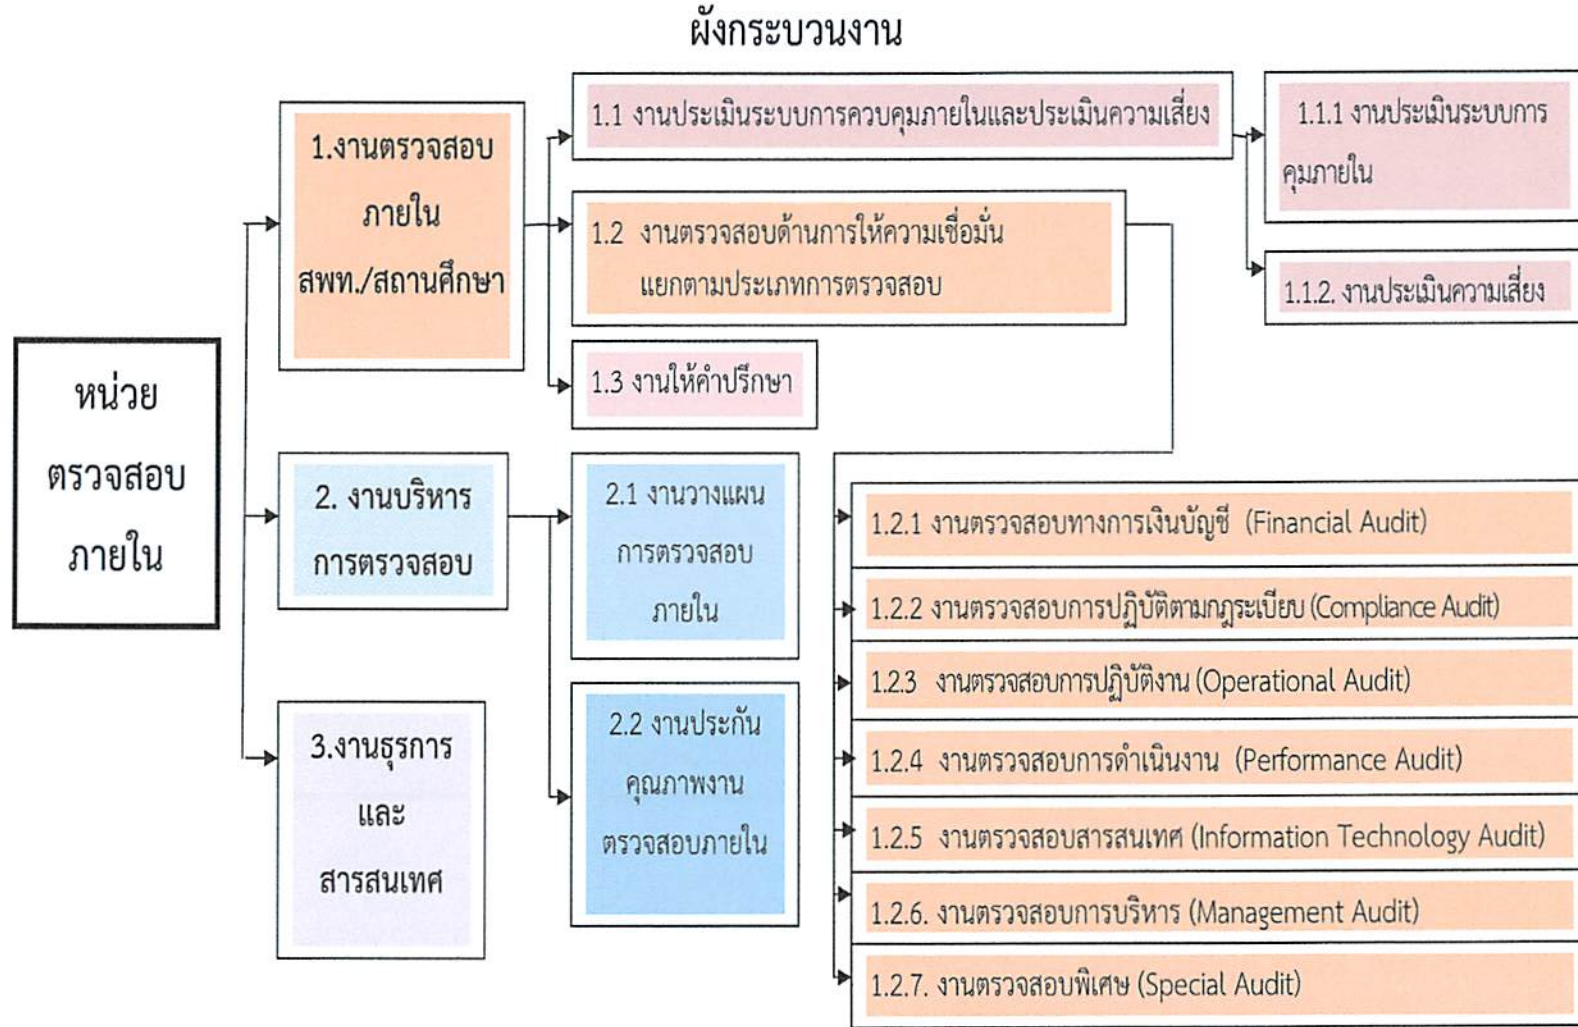 ผังกระบวนงาน
หน่วย
ตรวจสอบ
ภายใน
1.งานตรวจสอบ
ภายใน
สพท./สถานศึกษา
1.1 งานประเมินระบบการควบคุมภายในและประเมินความเสี่ยง
1.1.1 งานประเมินระบบการ
คุมภายใน
1.1.2. งานประเมินความเสี่ยง
1.2 งานตรวจสอบด้านการให้ความเชื่อมั่น
แยกตามประเภทการตรวจสอบ
1.2.1 งานตรวจสอบทางการเงินบัญชี (Financial Audit)
1.2.2 งานตรวจสอบการปฏิบัติตามกฎระเบียบ (Compliance Audit)
1.2.3 งานตรวจสอบการปฏิบัติงาน (Operational Audit)
1.2.4 งานตรวจสอบการดำเนินงาน (Performance Audit)
1.2.5 งานตรวจสอบสารสนเทศ (Information Technology Audit)
1.2.6. งานตรวจสอบการบริหาร (Management Audit)
1.2.7. งานตรวจสอบพิเศษ (Special Audit)
1.3 งานให้คำปรึกษา
2. งานบริหาร
การตรวจสอบ
2.1 งานวางแผน
การตรวจสอบ
ภายใน
2.2 งานประกัน
คุณภาพงาน
ตรวจสอบภายใน
3.งานธุรการ
และ
สารสนเทศ